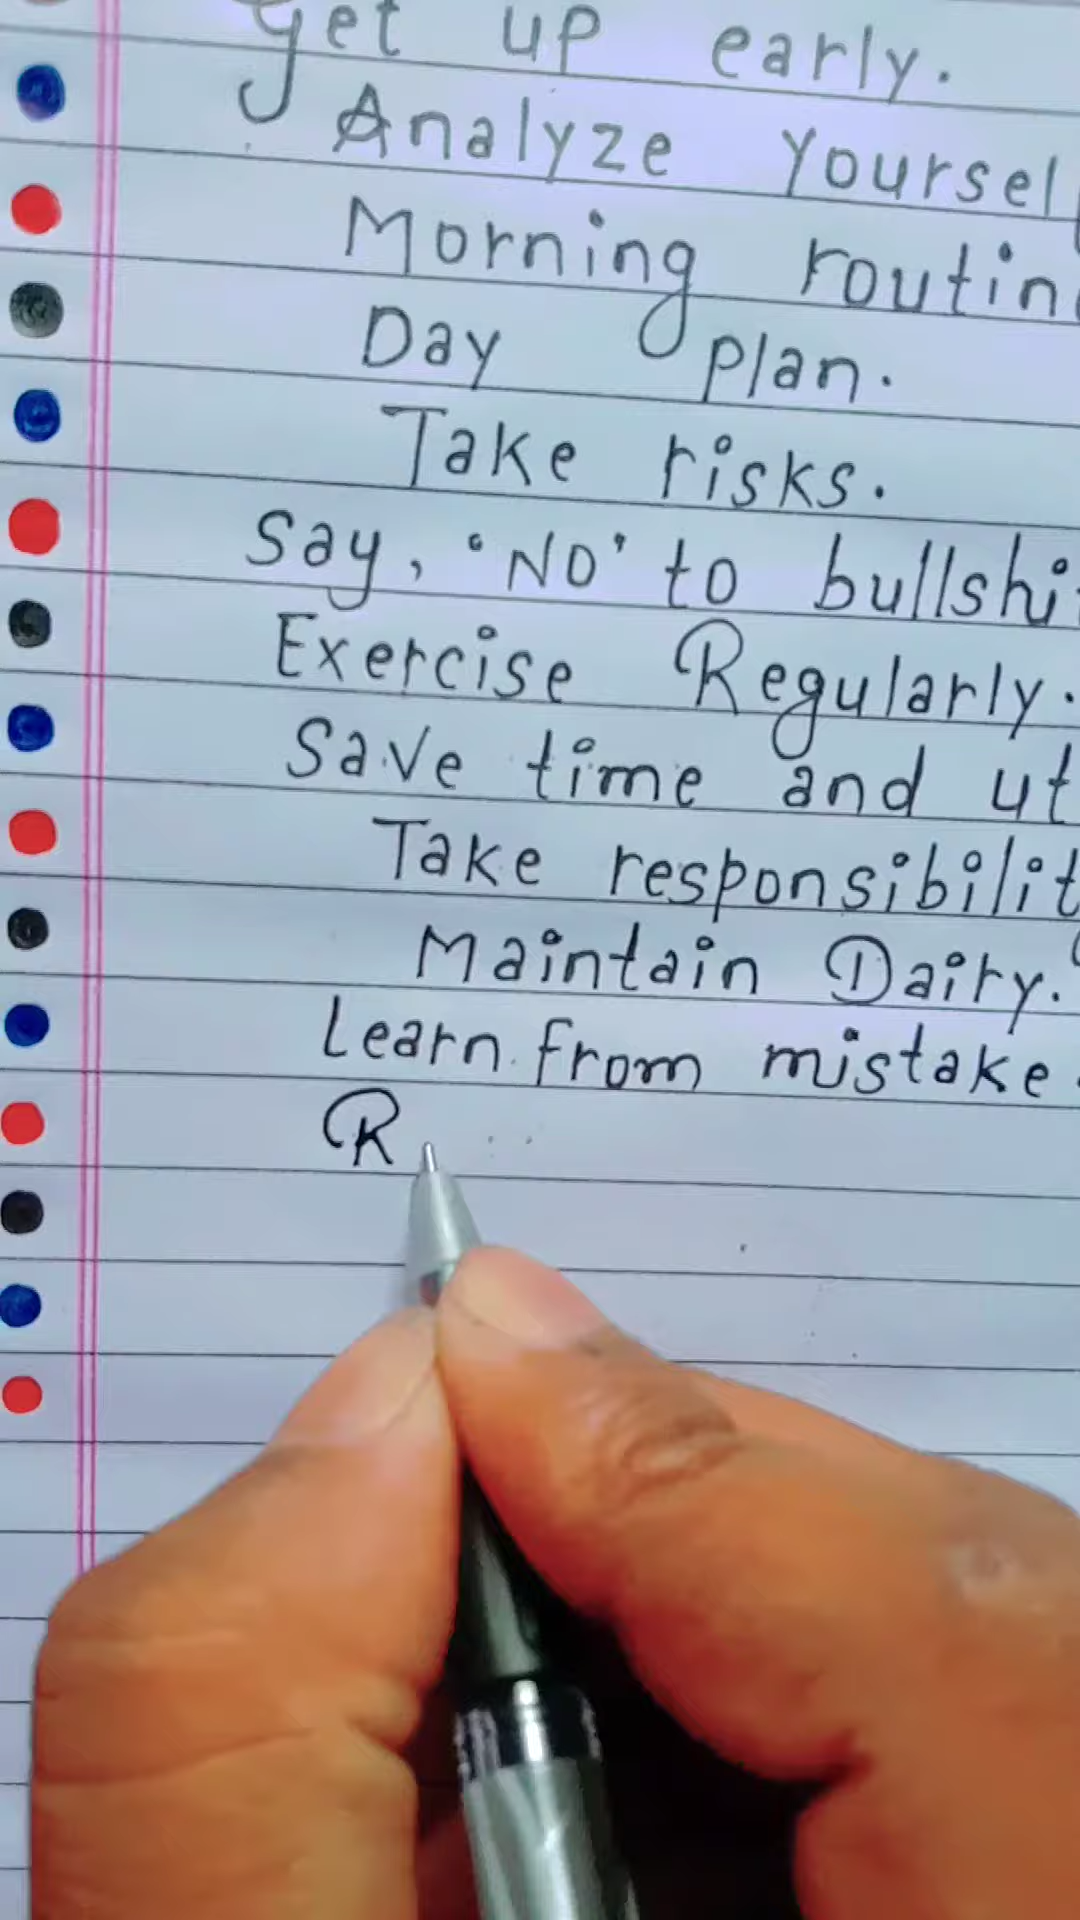 get up early.
Analyze Yoursel
Morning routin
Day plan.
Take risks.
Say, 'NO' to bullshi
Exercise Regularly.
Save time and ut
Take responsibilit
Maintain Dairy.
Learn from mistake.
R